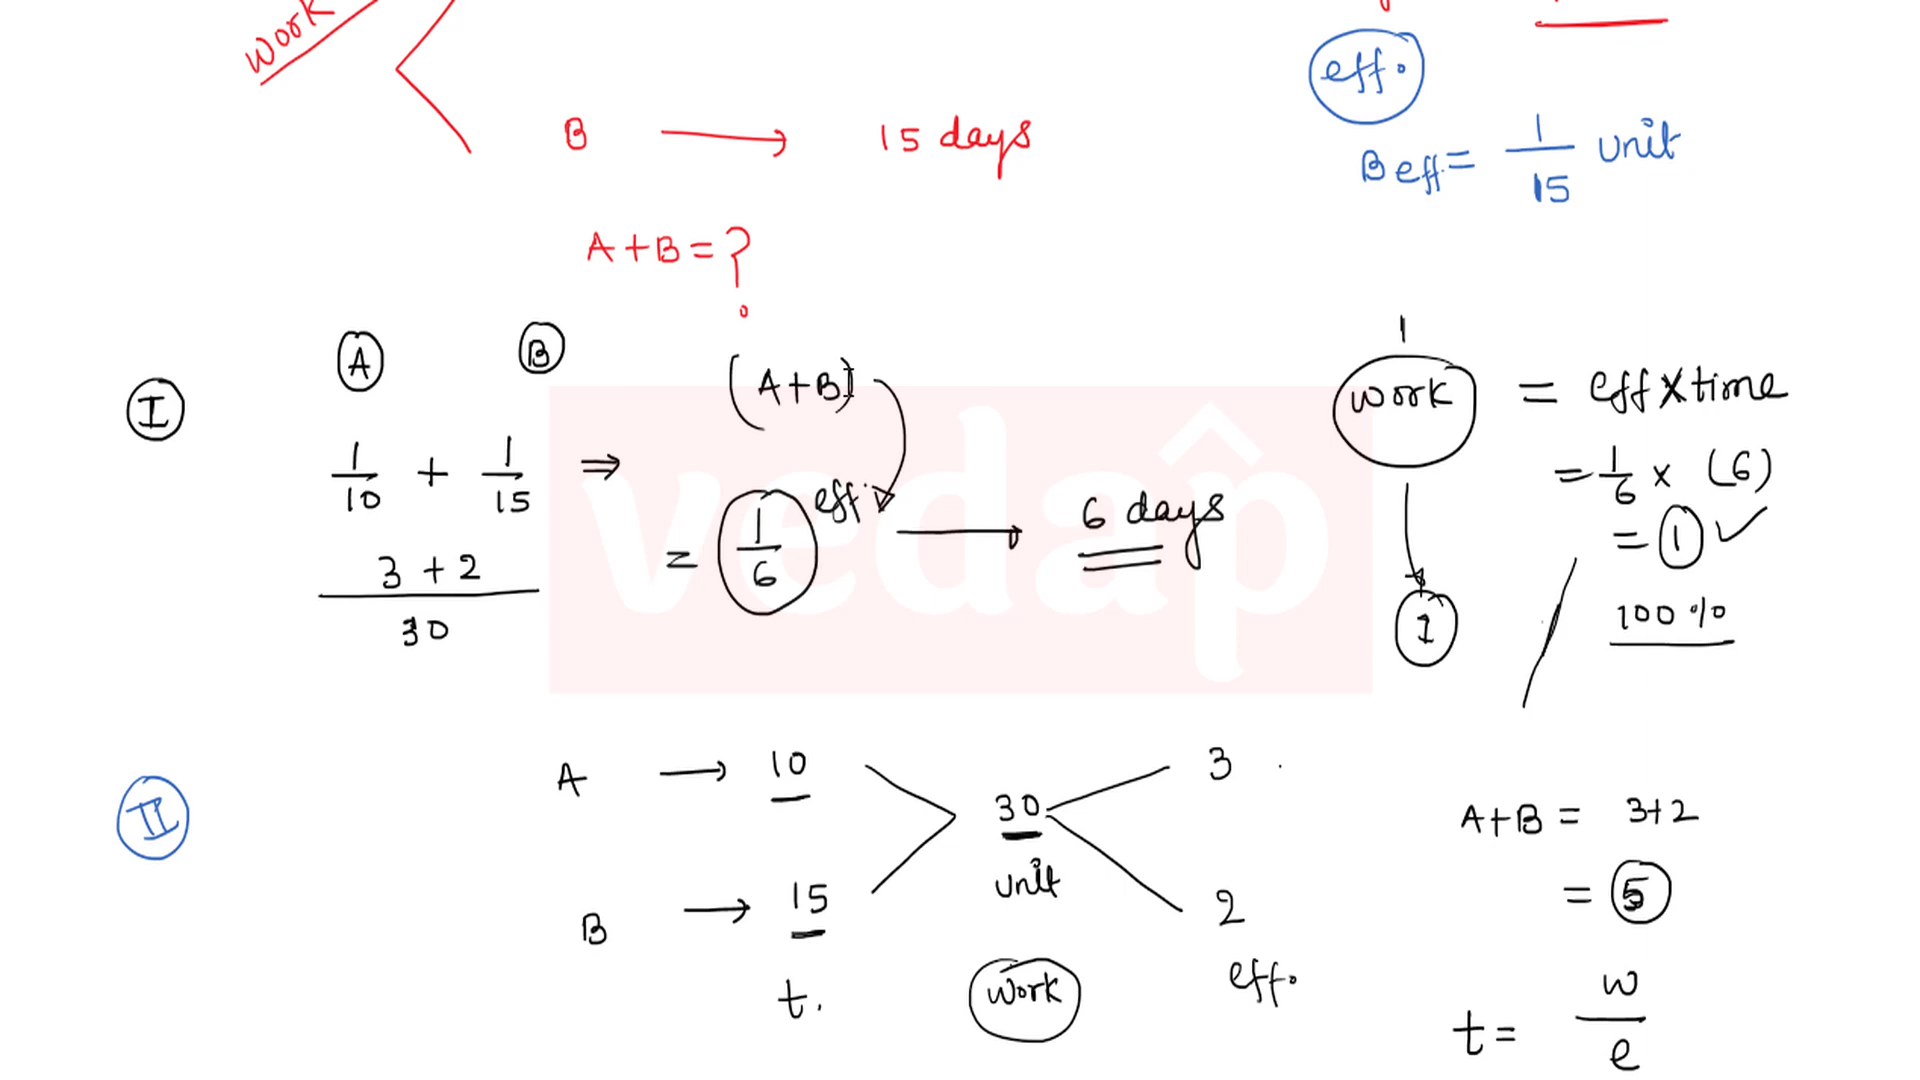 Work
eff.
B → 15 days
B eff. = 1/15 unit
A+B = ?
A B
I
(A+B)
1
work = eff × time
1/10 + 1/15 ⇒
= 1/6 × (6)
eff.
= 1/6 → 6 days
= 1 ✓
3 + 2
30
1
100 %
vedap
II
A → 10
30
unit
3
A+B = 3+2
B → 15
2
= 5
t.
work
eff.
t = w/e